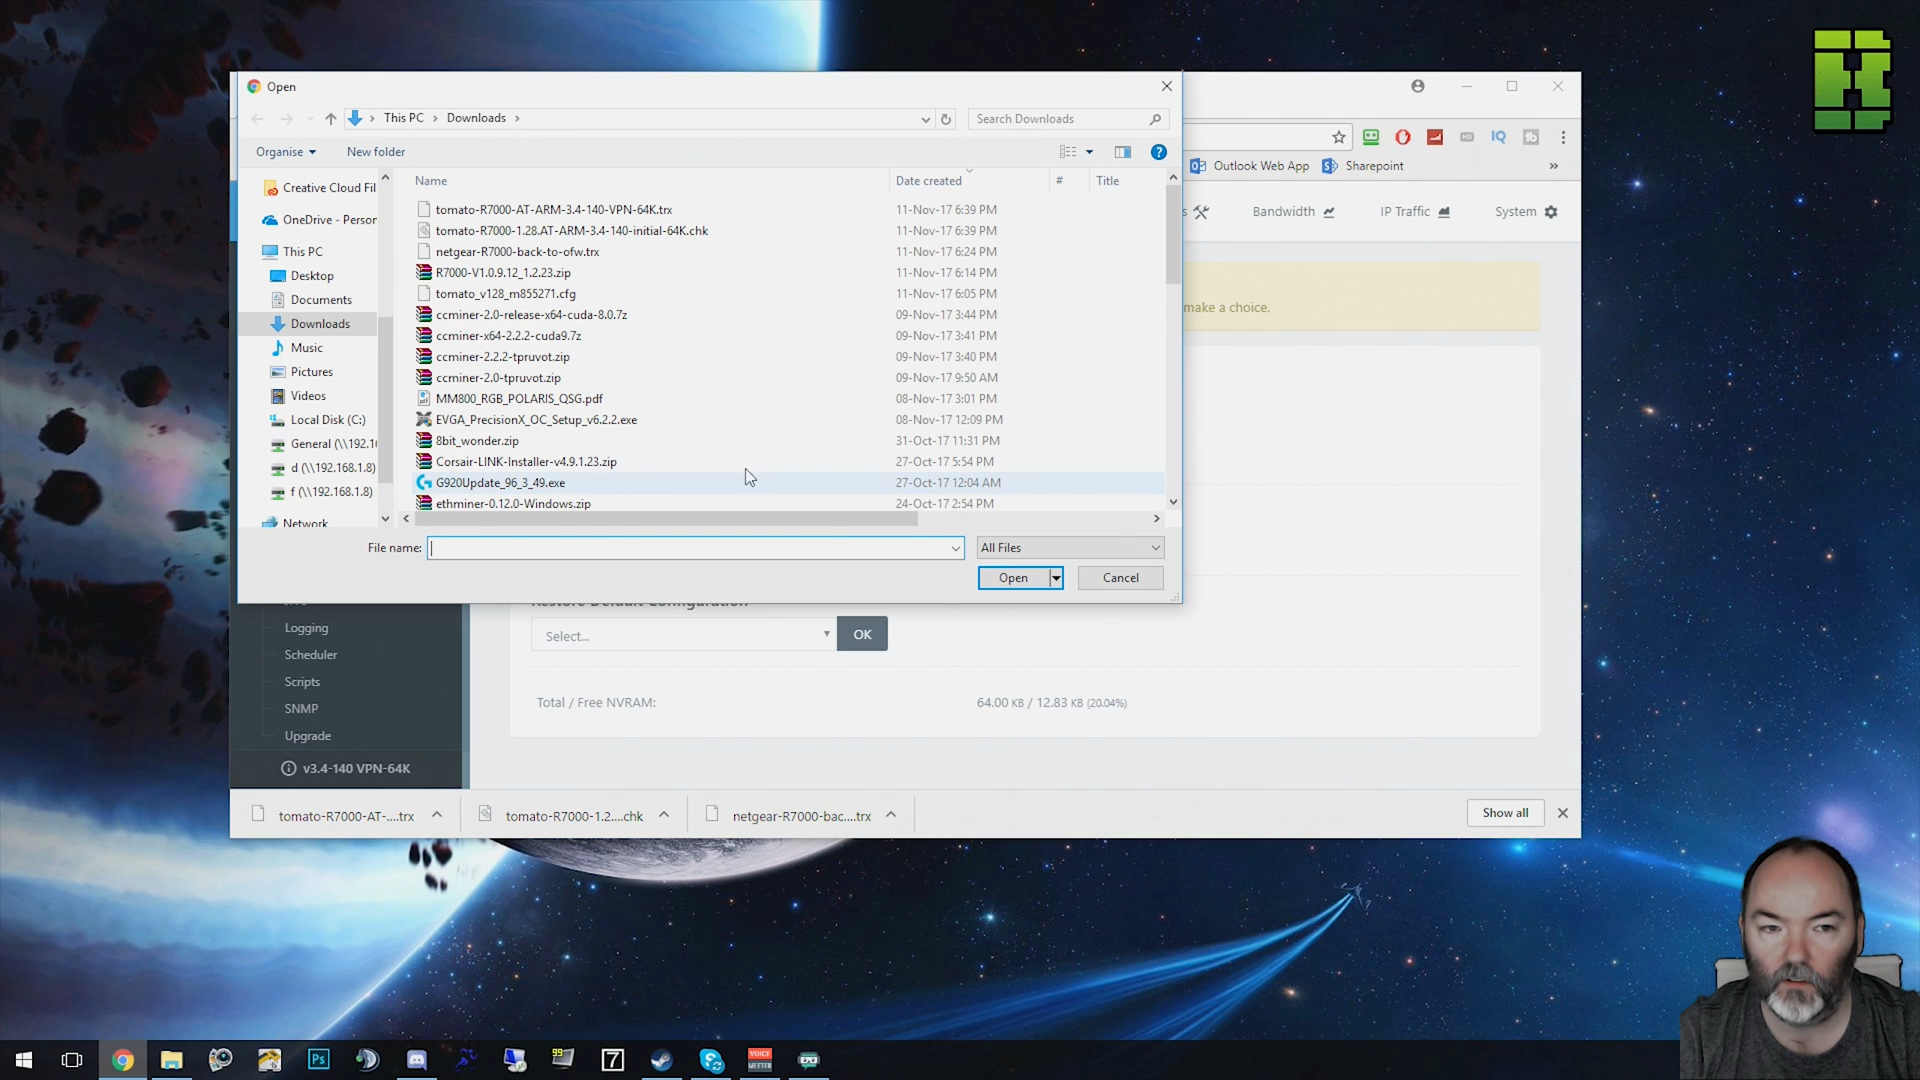 Open
This PC > Downloads >
Search Downloads
Organise
New folder
Outlook Web App
Sharepoint
Creative Cloud Fil
OneDrive - Person
This PC
Desktop
Documents
Downloads
Music
Pictures
Videos
Local Disk (C:)
General (\\192.1
d (\\192.168.1.8)
f (\\192.168.1.8)
Network
Name Date created # Title
tomato-R7000-AT-ARM-3.4-140-VPN-64K.trx 11-Nov-17 6:39 PM
tomato-R7000-1.28.AT-ARM-3.4-140-initial-64K.chk 11-Nov-17 6:39 PM
netgear-R7000-back-to-ofw.trx 11-Nov-17 6:24 PM
R7000-V1.0.9.12_1.2.23.zip 11-Nov-17 6:14 PM
tomato_v128_m855271.cfg 11-Nov-17 6:05 PM
ccminer-2.0-release-x64-cuda-8.0.7z 09-Nov-17 3:44 PM
ccminer-x64-2.2.2-cuda9.7z 09-Nov-17 3:41 PM
ccminer-2.2.2-tpruvot.zip 09-Nov-17 3:40 PM
ccminer-2.0-tpruvot.zip 09-Nov-17 9:50 AM
MM800_RGB_POLARIS_QSG.pdf 08-Nov-17 3:01 PM
EVGA_PrecisionX_OC_Setup_v6.2.2.exe 08-Nov-17 12:09 PM
8bit_wonder.zip 31-Oct-17 11:31 PM
Corsair-LINK-Installer-v4.9.1.23.zip 27-Oct-17 5:54 PM
G920Update_96_3_49.exe 27-Oct-17 12:04 AM
ethminer-0.12.0-Windows.zip 24-Oct-17 2:54 PM
File name:
All Files
Open
Cancel
Bandwidth
IP Traffic
System
make a choice.
Restore Default Configuration
Select...
OK
Total / Free NVRAM: 64.00 KB / 12.83 KB (20.04%)
Logging
Scheduler
Scripts
SNMP
Upgrade
v3.4-140 VPN-64K
tomato-R7000-AT-....trx
tomato-R7000-1.2....chk
netgear-R7000-bac....trx
Show all
Ps
99
7
VOICE
MEETER